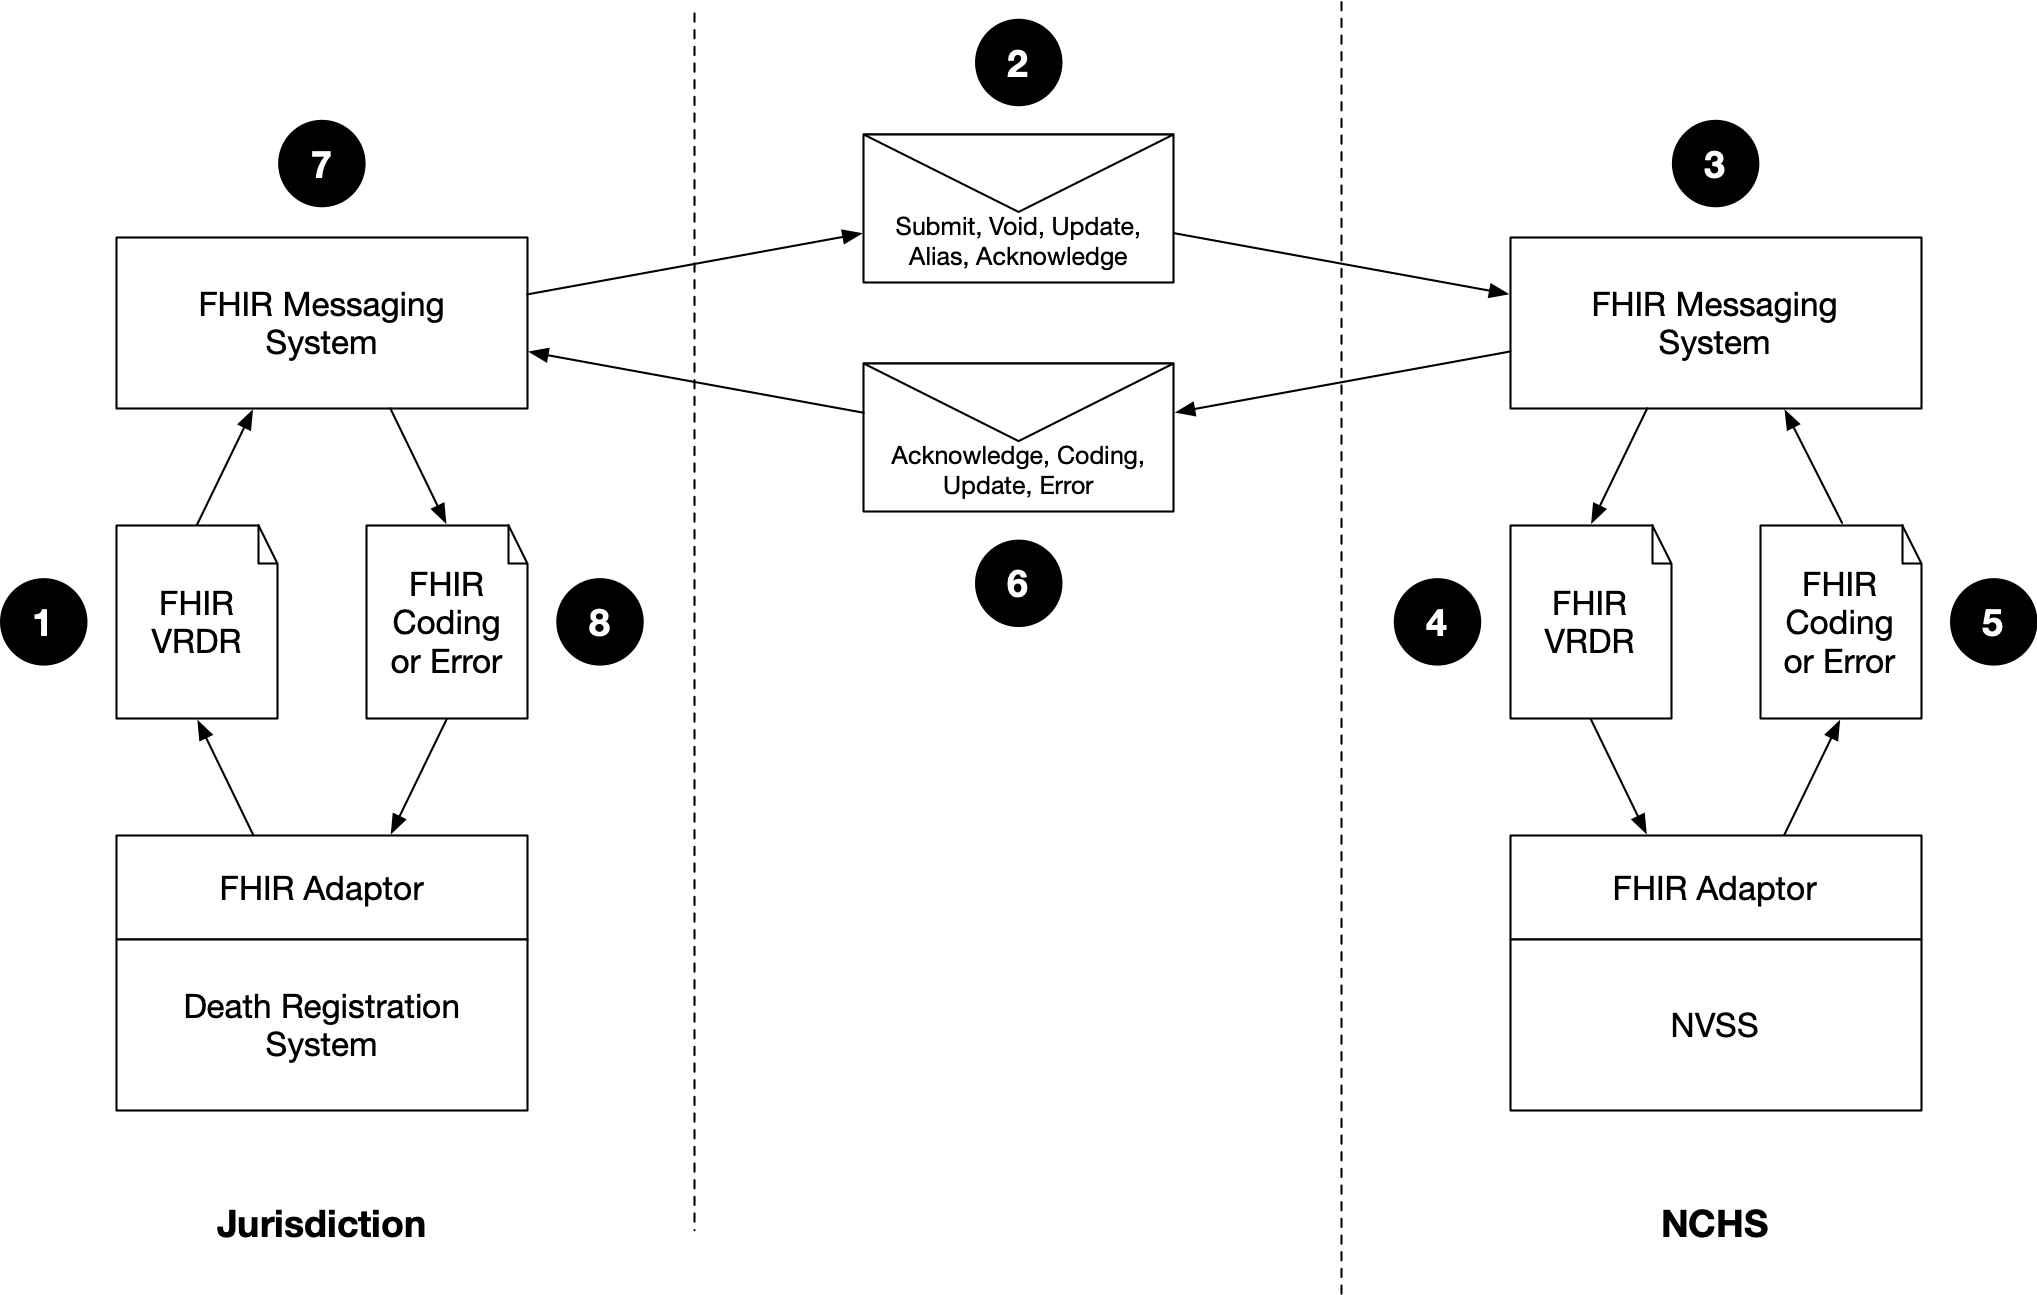 2
7
3
Submit, Void, Update,
Alias, Acknowledge
FHIR Messaging
System
FHIR Messaging
System
Acknowledge, Coding,
Update, Error
6
1
FHIR
VRDR
FHIR
Coding
or Error
8
4
FHIR
VRDR
FHIR
Coding
or Error
5
FHIR Adaptor
Death Registration
System
FHIR Adaptor
NVSS
Jurisdiction
NCHS